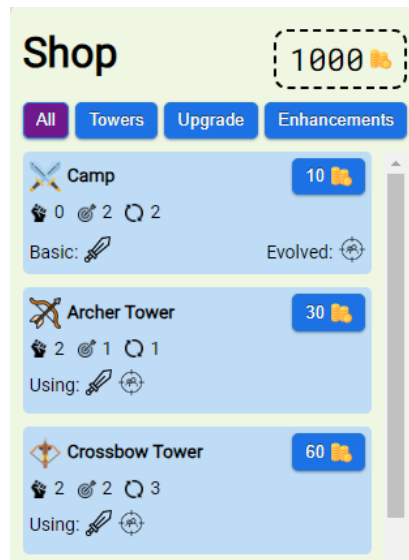 Shop
1000
All Towers Upgrade Enhancements
Camp 10
0 2 2
Basic: Evolved:
Archer Tower 30
2 1 1
Using:
Crossbow Tower 60
2 2 3
Using: